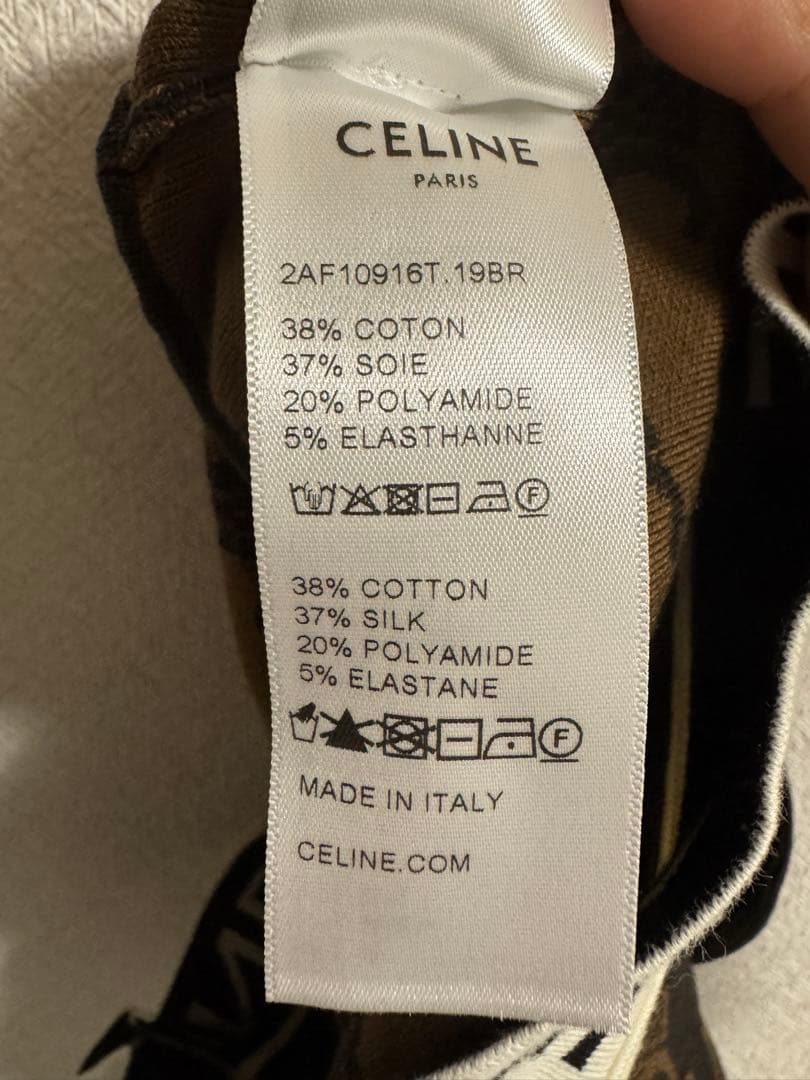 CELINE
PARIS
2AF10916T.19BR
38% COTON
37% SOIE
20% POLYAMIDE
5% ELASTHANNE
F
38% COTTON
37% SILK
20% POLYAMIDE
5% ELASTANE
F
MADE IN ITALY
CELINE.COM